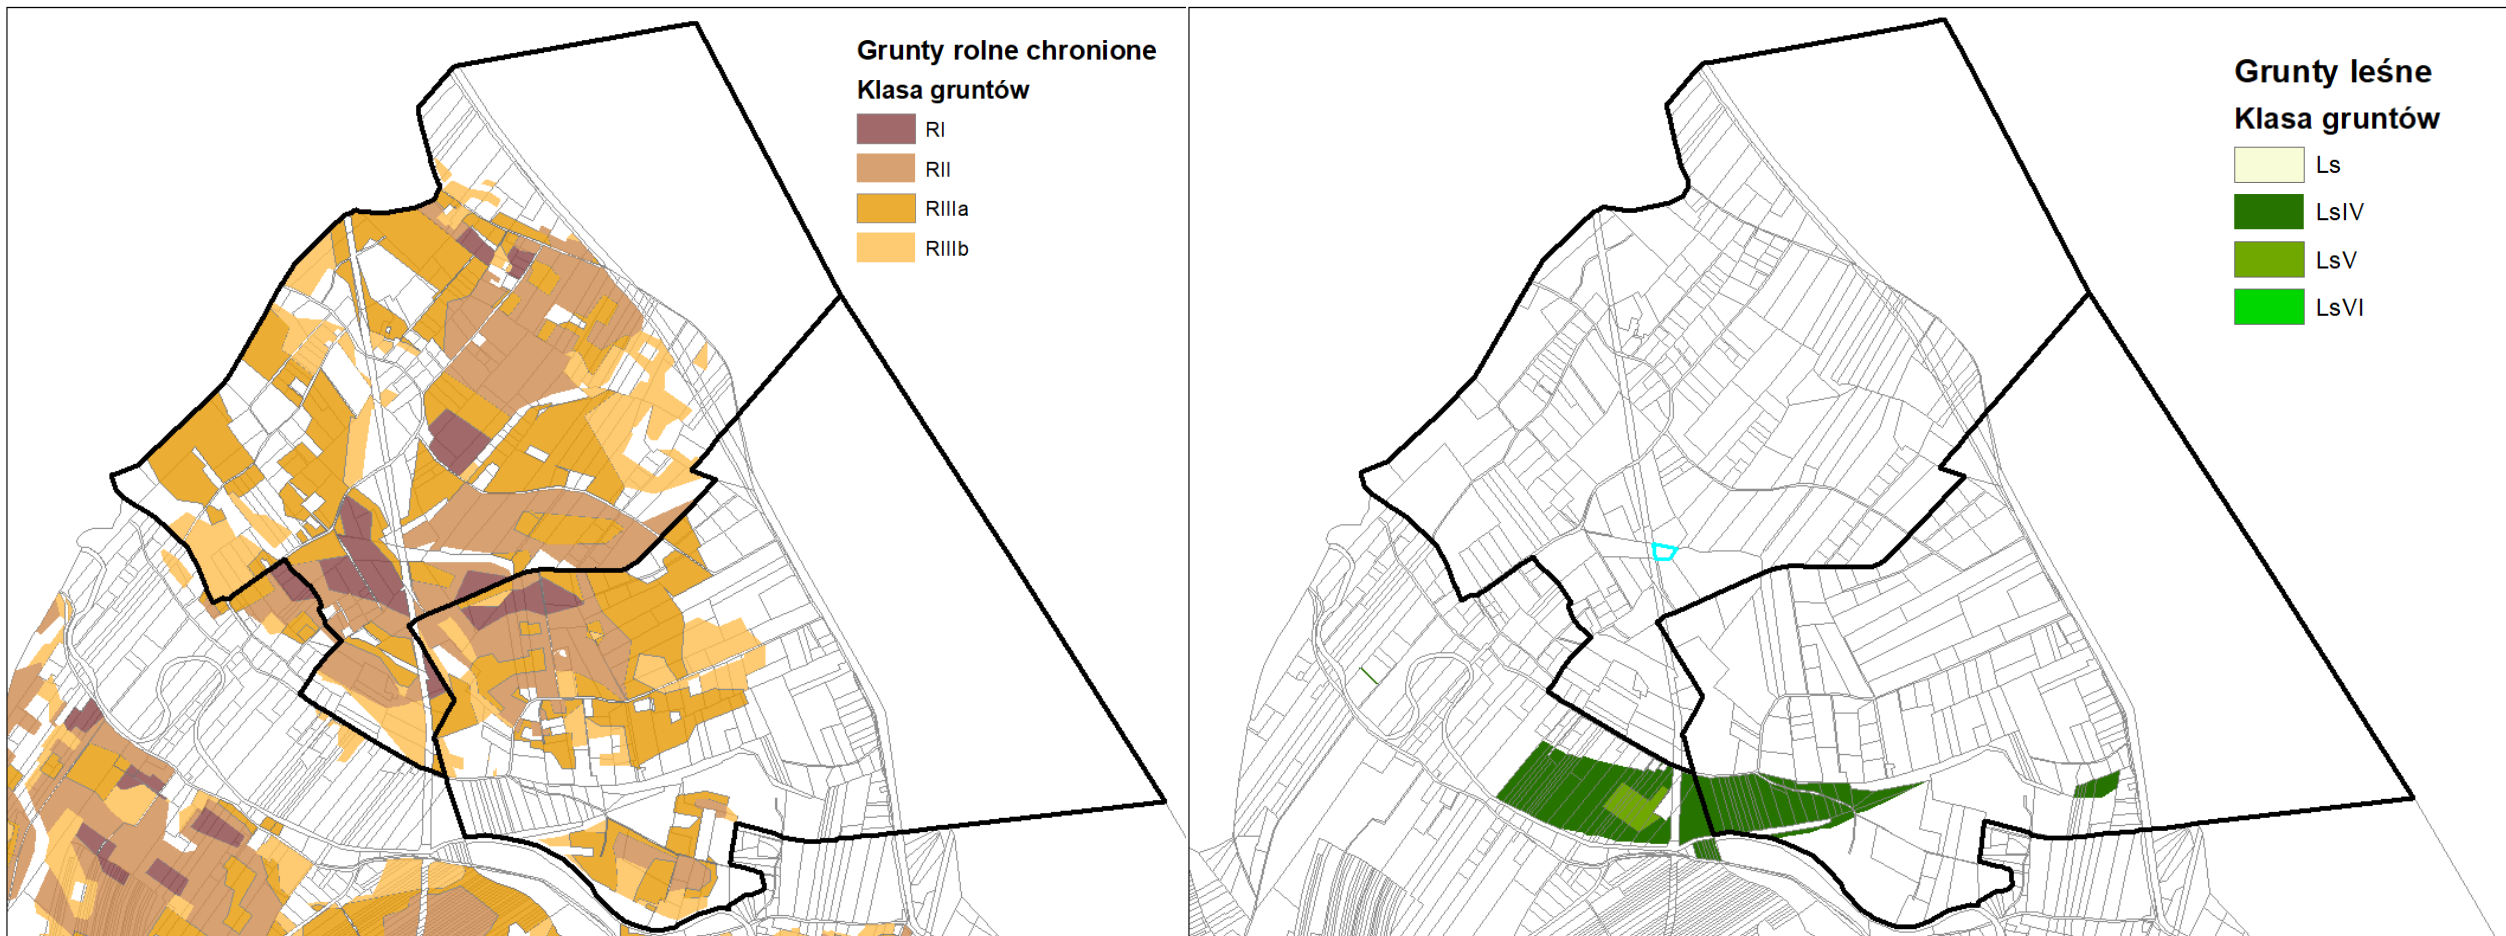 Grunty rolne chronione
Klasa gruntów
RI
RII
RIIIa
RIIIb
Grunty leśne
Klasa gruntów
Ls
LsIV
LsV
LsVI